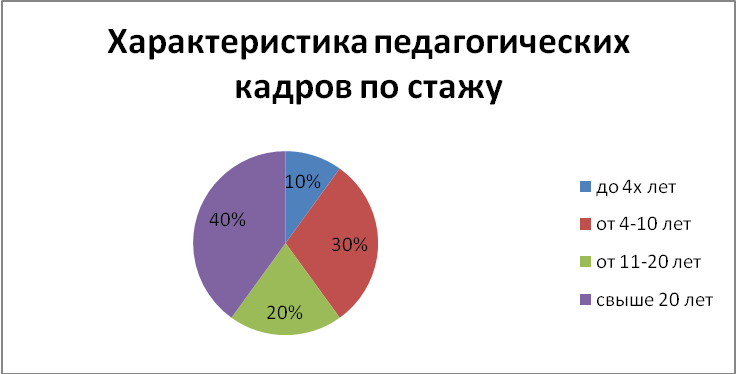 Характеристика педагогических
кадров по стажу
10%
30%
20%
40%
до 4х лет
от 4-10 лет
от 11-20 лет
свыше 20 лет